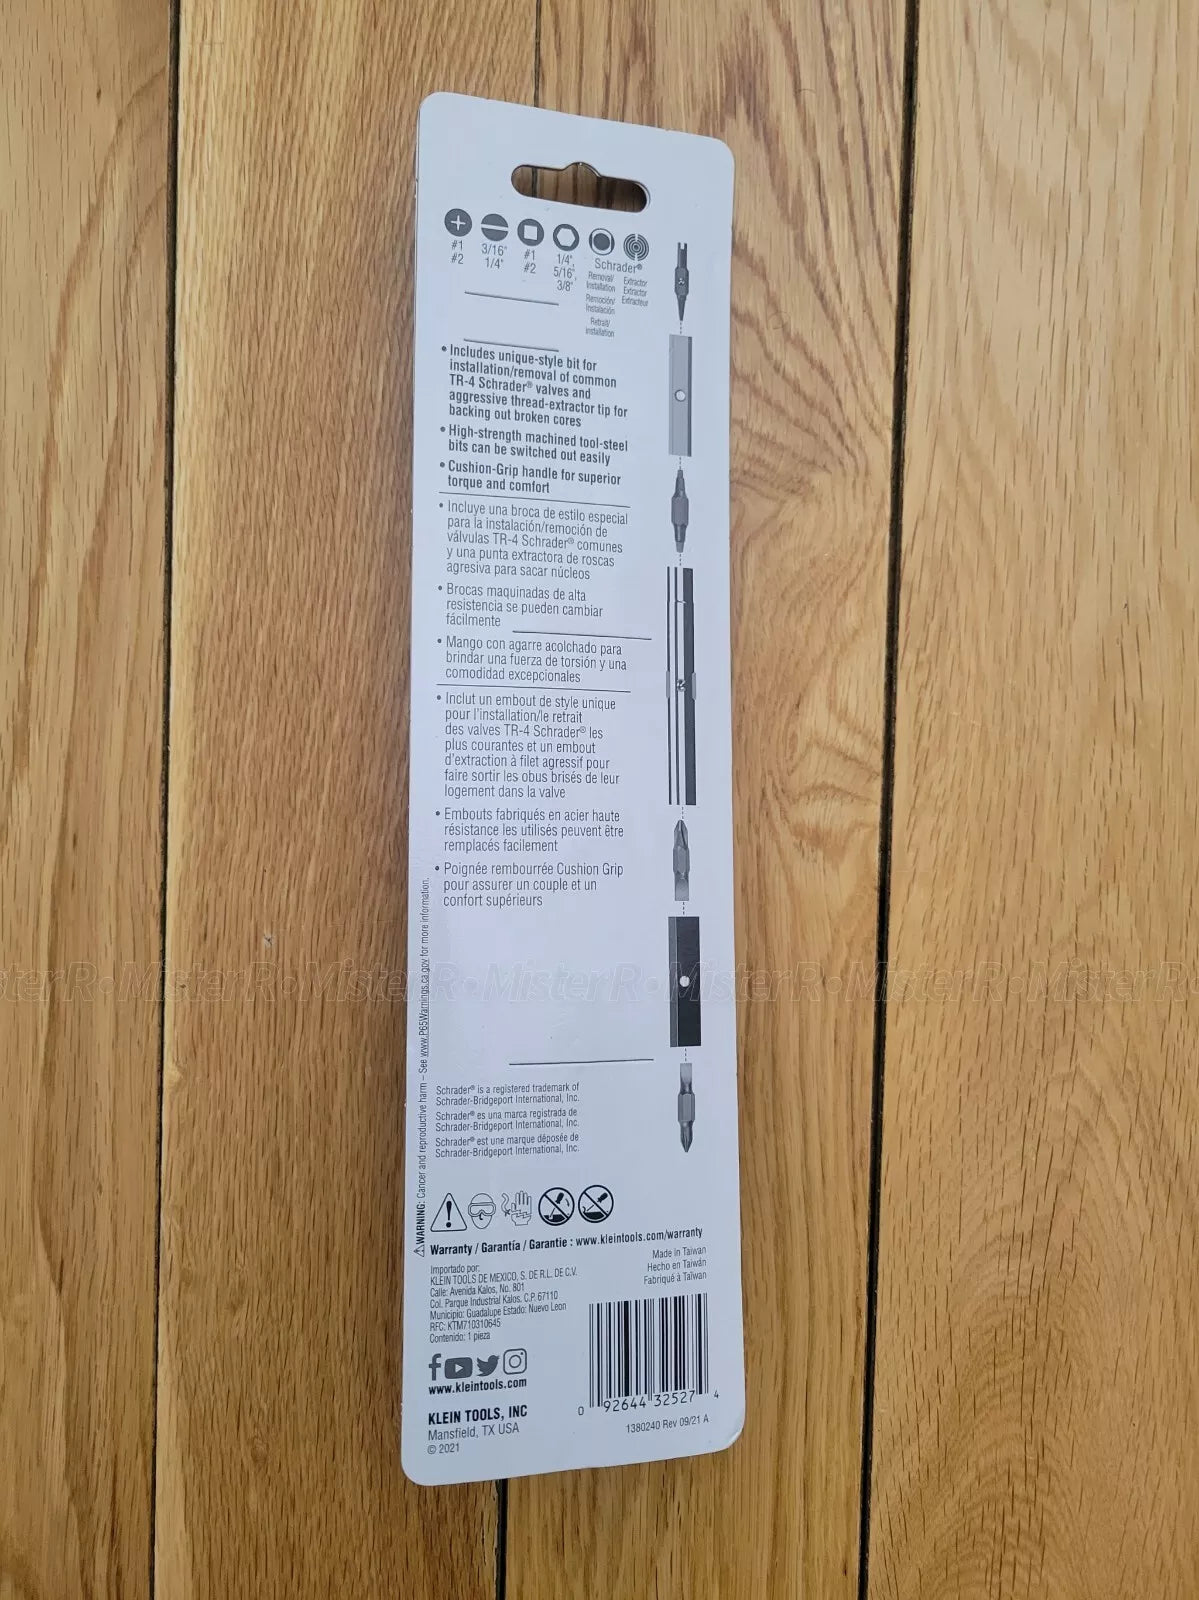 #1
#2
3/16"
1/4"
#1
#2
1/4",
5/16",
3/8"
Schrader®
Removal/
Installation
Remoción/
Instalación
Retrait/
Installation
Extractor
Extractor
Extracteur
• Includes unique-style bit for
installation/removal of common
TR-4 Schrader® valves and
aggressive thread-extractor tip for
backing out broken cores
• High-strength machined tool-steel
bits can be switched out easily
• Cushion-Grip handle for superior
torque and comfort
• Incluye una broca de estilo especial
para la instalación/remoción de
válvulas TR-4 Schrader® comunes
y una punta extractora de roscas
agresiva para sacar núcleos
• Brocas maquinadas de alta
resistencia se pueden cambiar
fácilmente
• Mango con agarre acolchado para
brindar una fuerza de torsión y una
comodidad excepcionales
• Inclut un embout de style unique
pour l'installation/le retrait
des valves TR-4 Schrader® les
plus courantes et un embout
d'extraction à filet agressif pour
faire sortir les obus brisés de leur
logement dans la valve
• Embouts fabriqués en acier haute
résistance les utilisés peuvent être
remplacés facilement
• Poignée rembourrée Cushion Grip
pour assurer un couple et un
confort supérieurs
⚠WARNING: Cancer and reproductive harm – See www.P65Warnings.ca.gov for more information.
ster R • Mister R • Mister R • Mister R • Mister R • Mister R • Mister R
Schrader® is a registered trademark of
Schrader-Bridgeport International, Inc.
Schrader® es una marca registrada de
Schrader-Bridgeport International, Inc.
Schrader® est une marque déposée de
Schrader-Bridgeport International, Inc.
Warranty / Garantía / Garantie : www.kleintools.com/warranty
Made in Taiwan
Hecho en Taiwán
Fabriqué à Taïwan
Importado por:
KLEIN TOOLS DE MEXICO, S. DE R.L. DE C.V.
Calle: Avenida Kalos, No. 801
Col. Parque Industrial Kalos. C.P. 67110
Municipio: Guadalupe Estado: Nuevo Leon
RFC: KTM710310645
Contenido: 1 pieza
www.kleintools.com
0 92644 32527 4
KLEIN TOOLS, INC
Mansfield, TX USA
© 2021
1380240 Rev 09/21 A